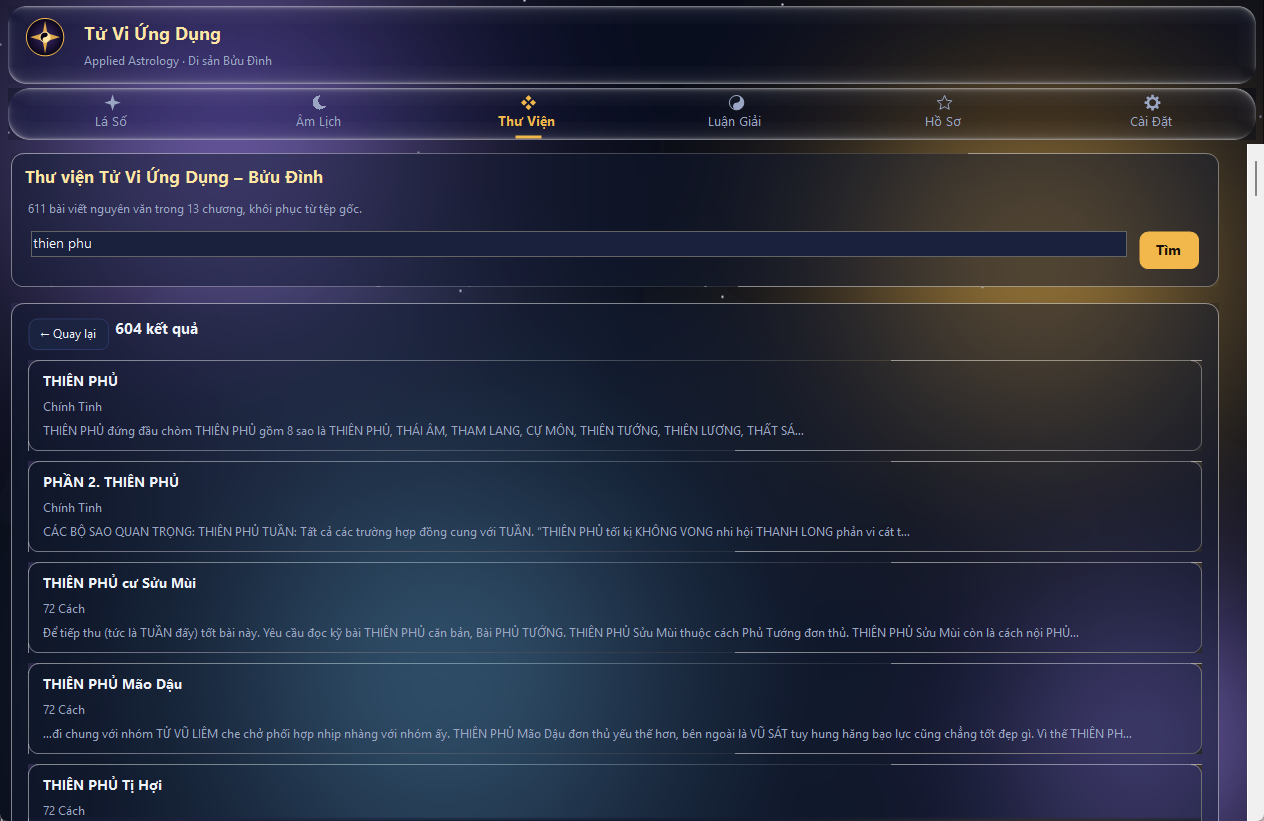 Tử Vi Ứng Dụng
Applied Astrology · Di sản Bửu Đình
Lá Số
Âm Lịch
Thư Viện
Luận Giải
Hồ Sơ
Cài Đặt
Thư viện Tử Vi Ứng Dụng – Bửu Đình
611 bài viết nguyên văn trong 13 chương, khôi phục từ tệp gốc.
thien phu
Tìm
← Quay lại
604 kết quả
THIÊN PHỦ
Chính Tinh
THIÊN PHỦ đứng đầu chòm THIÊN PHỦ gồm 8 sao là THIÊN PHỦ, THÁI ÂM, THAM LANG, CỰ MÔN, THIÊN TƯỚNG, THIÊN LƯƠNG, THẤT SÁ...
PHẦN 2. THIÊN PHỦ
Chính Tinh
CÁC BỘ SAO QUAN TRỌNG: THIÊN PHỦ TUẦN: Tất cả các trường hợp đồng cung với TUẦN. “THIÊN PHỦ tối kị KHÔNG VONG nhi hội THANH LONG phản vi cát t...
THIÊN PHỦ cư Sửu Mùi
72 Cách
Để tiếp thu (tức là TUẦN đấy) tốt bài này. Yêu cầu đọc kỹ bài THIÊN PHỦ căn bản, Bài PHỦ TƯỚNG. THIÊN PHỦ Sửu Mùi thuộc cách Phủ Tướng đơn thủ. THIÊN PHỦ Sửu Mùi còn là cách nội PHỦ...
THIÊN PHỦ Mão Dậu
72 Cách
...đi chung với nhóm TỬ VŨ LIÊM che chở phối hợp nhịp nhàng với nhóm ấy. THIÊN PHỦ Mão Dậu đơn thủ yếu thế hơn, bên ngoài là VŨ SÁT tuy hung hăng bạo lực cũng chẳng tốt đẹp gì. Vì thế THIÊN PH...
THIÊN PHỦ Tị Hợi
72 Cách